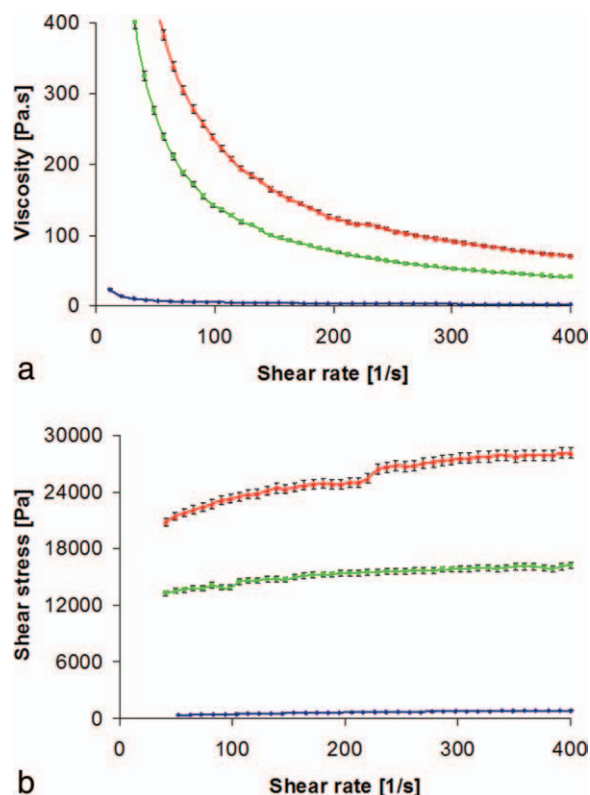 400
300
200
100
0
Viscosity [Pa.s]
0 100 200 300 400
Shear rate [1/s]
a
30000
24000
18000
12000
6000
0
Shear stress [Pa]
0 100 200 300 400
Shear rate [1/s]
b